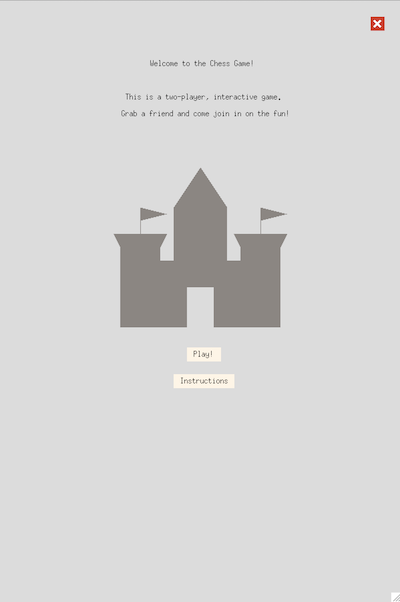 Welcome to the Chess Game!
This is a two-player, interactive game.
Grab a friend and come join in on the fun!
Play!
Instructions